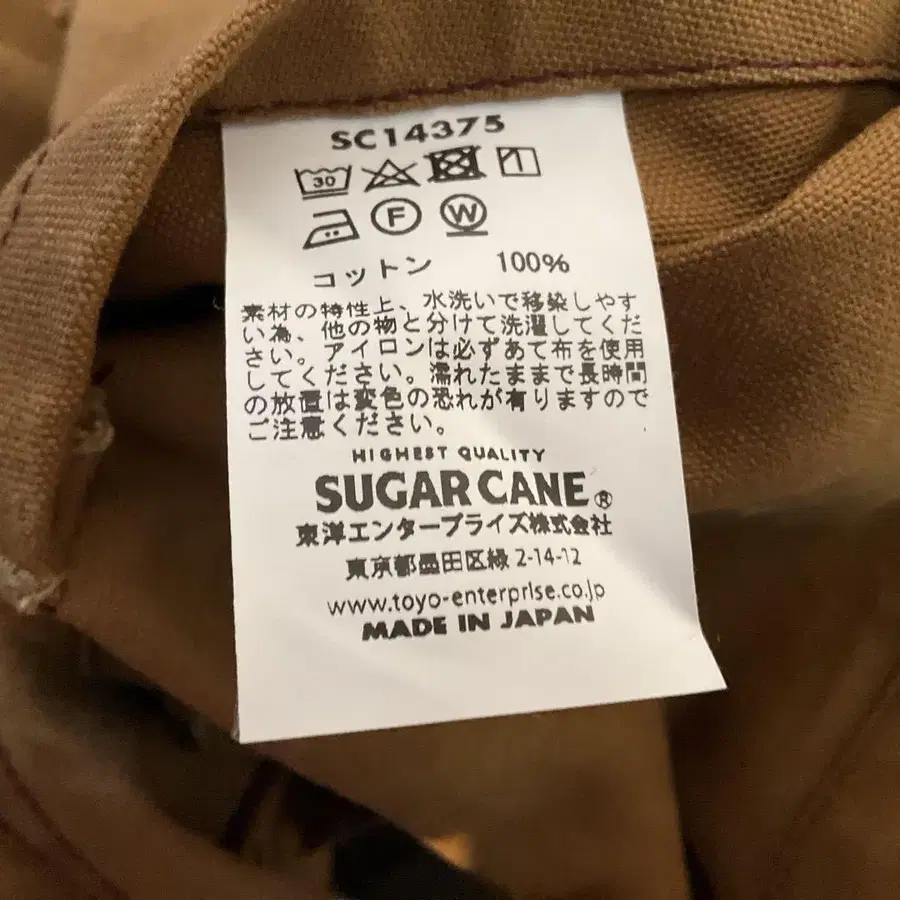 SC14375
30
F W
コットン 100%
素材の特性上、水洗いで移染しやす
い為、他の物と分けて洗濯してくだ
さい。アイロンは必ずあて布を使用
してください。濡れたままで長時間
の放置は変色の恐れが有りますので
ご注意ください。
HIGHEST QUALITY
SUGAR CANE®
東洋エンタープライズ株式会社
東京都墨田区緑 2-14-12
www.toyo-enterprise.co.jp
MADE IN JAPAN